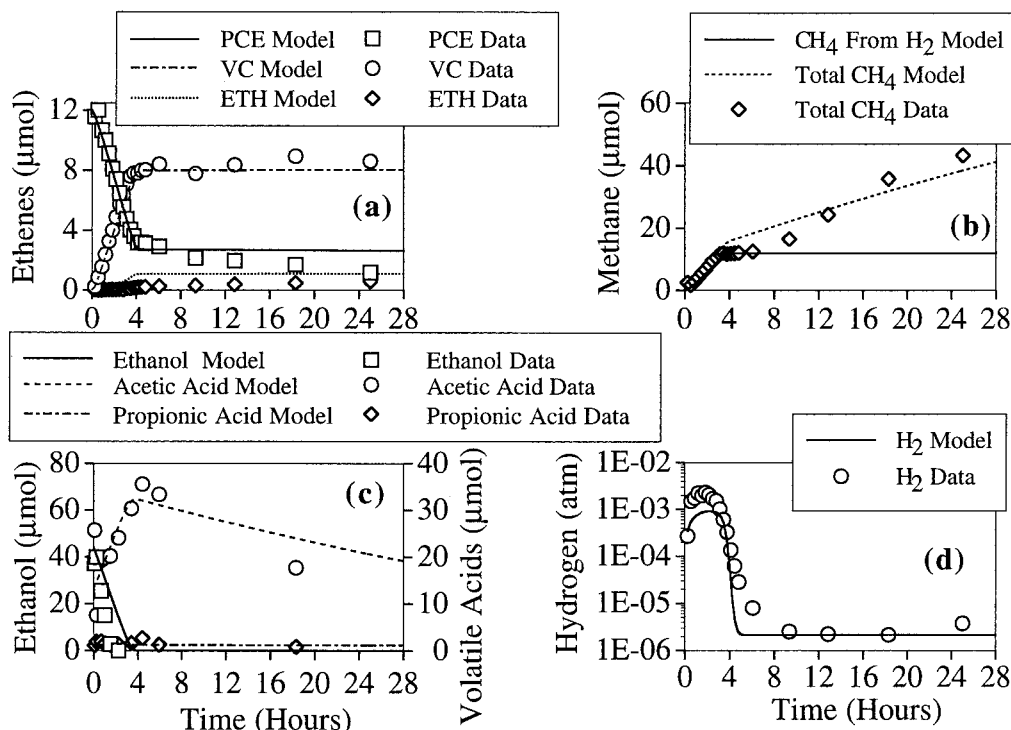 PCE Model PCE Data
VC Model VC Data
ETH Model ETH Data
Ethenes (μmol)
12
8
4
0
(a)
0 4 8 12 16 20 24 28
CH4 From H2 Model
Total CH4 Model
Total CH4 Data
Methane (μmol)
60
40
20
0
(b)
0 4 8 12 16 20 24 28
Ethanol Model Ethanol Data
Acetic Acid Model Acetic Acid Data
Propionic Acid Model Propionic Acid Data
Ethanol (μmol)
80
60
40
20
0
(c)
40
30
20
10
0
Volatile Acids (μmol)
0 4 8 12 16 20 24 28
Time (Hours)
H2 Model
H2 Data
Hydrogen (atm)
1E-02
1E-03
1E-04
1E-05
1E-06
(d)
0 4 8 12 16 20 24 28
Time (Hours)